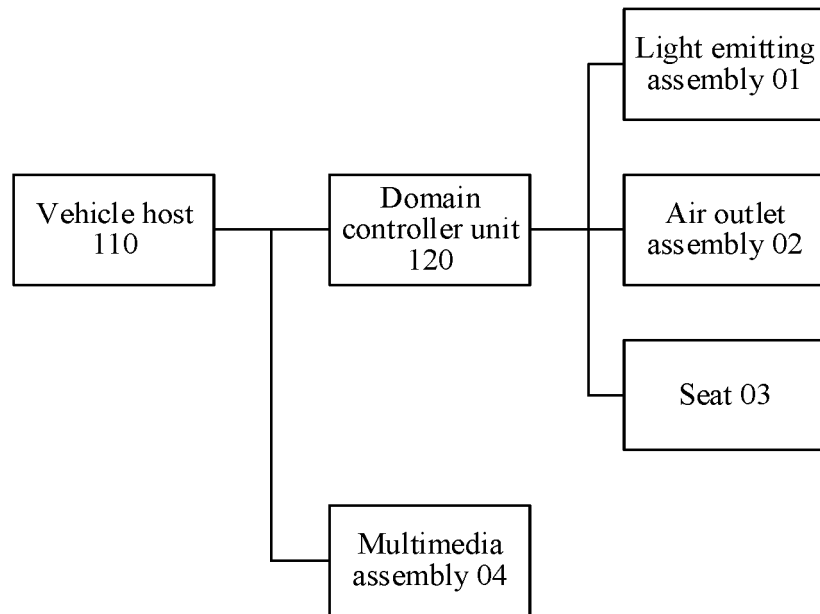 Light emitting
assembly 01
Vehicle host
110
Domain
controller unit
120
Air outlet
assembly 02
Seat 03
Multimedia
assembly 04